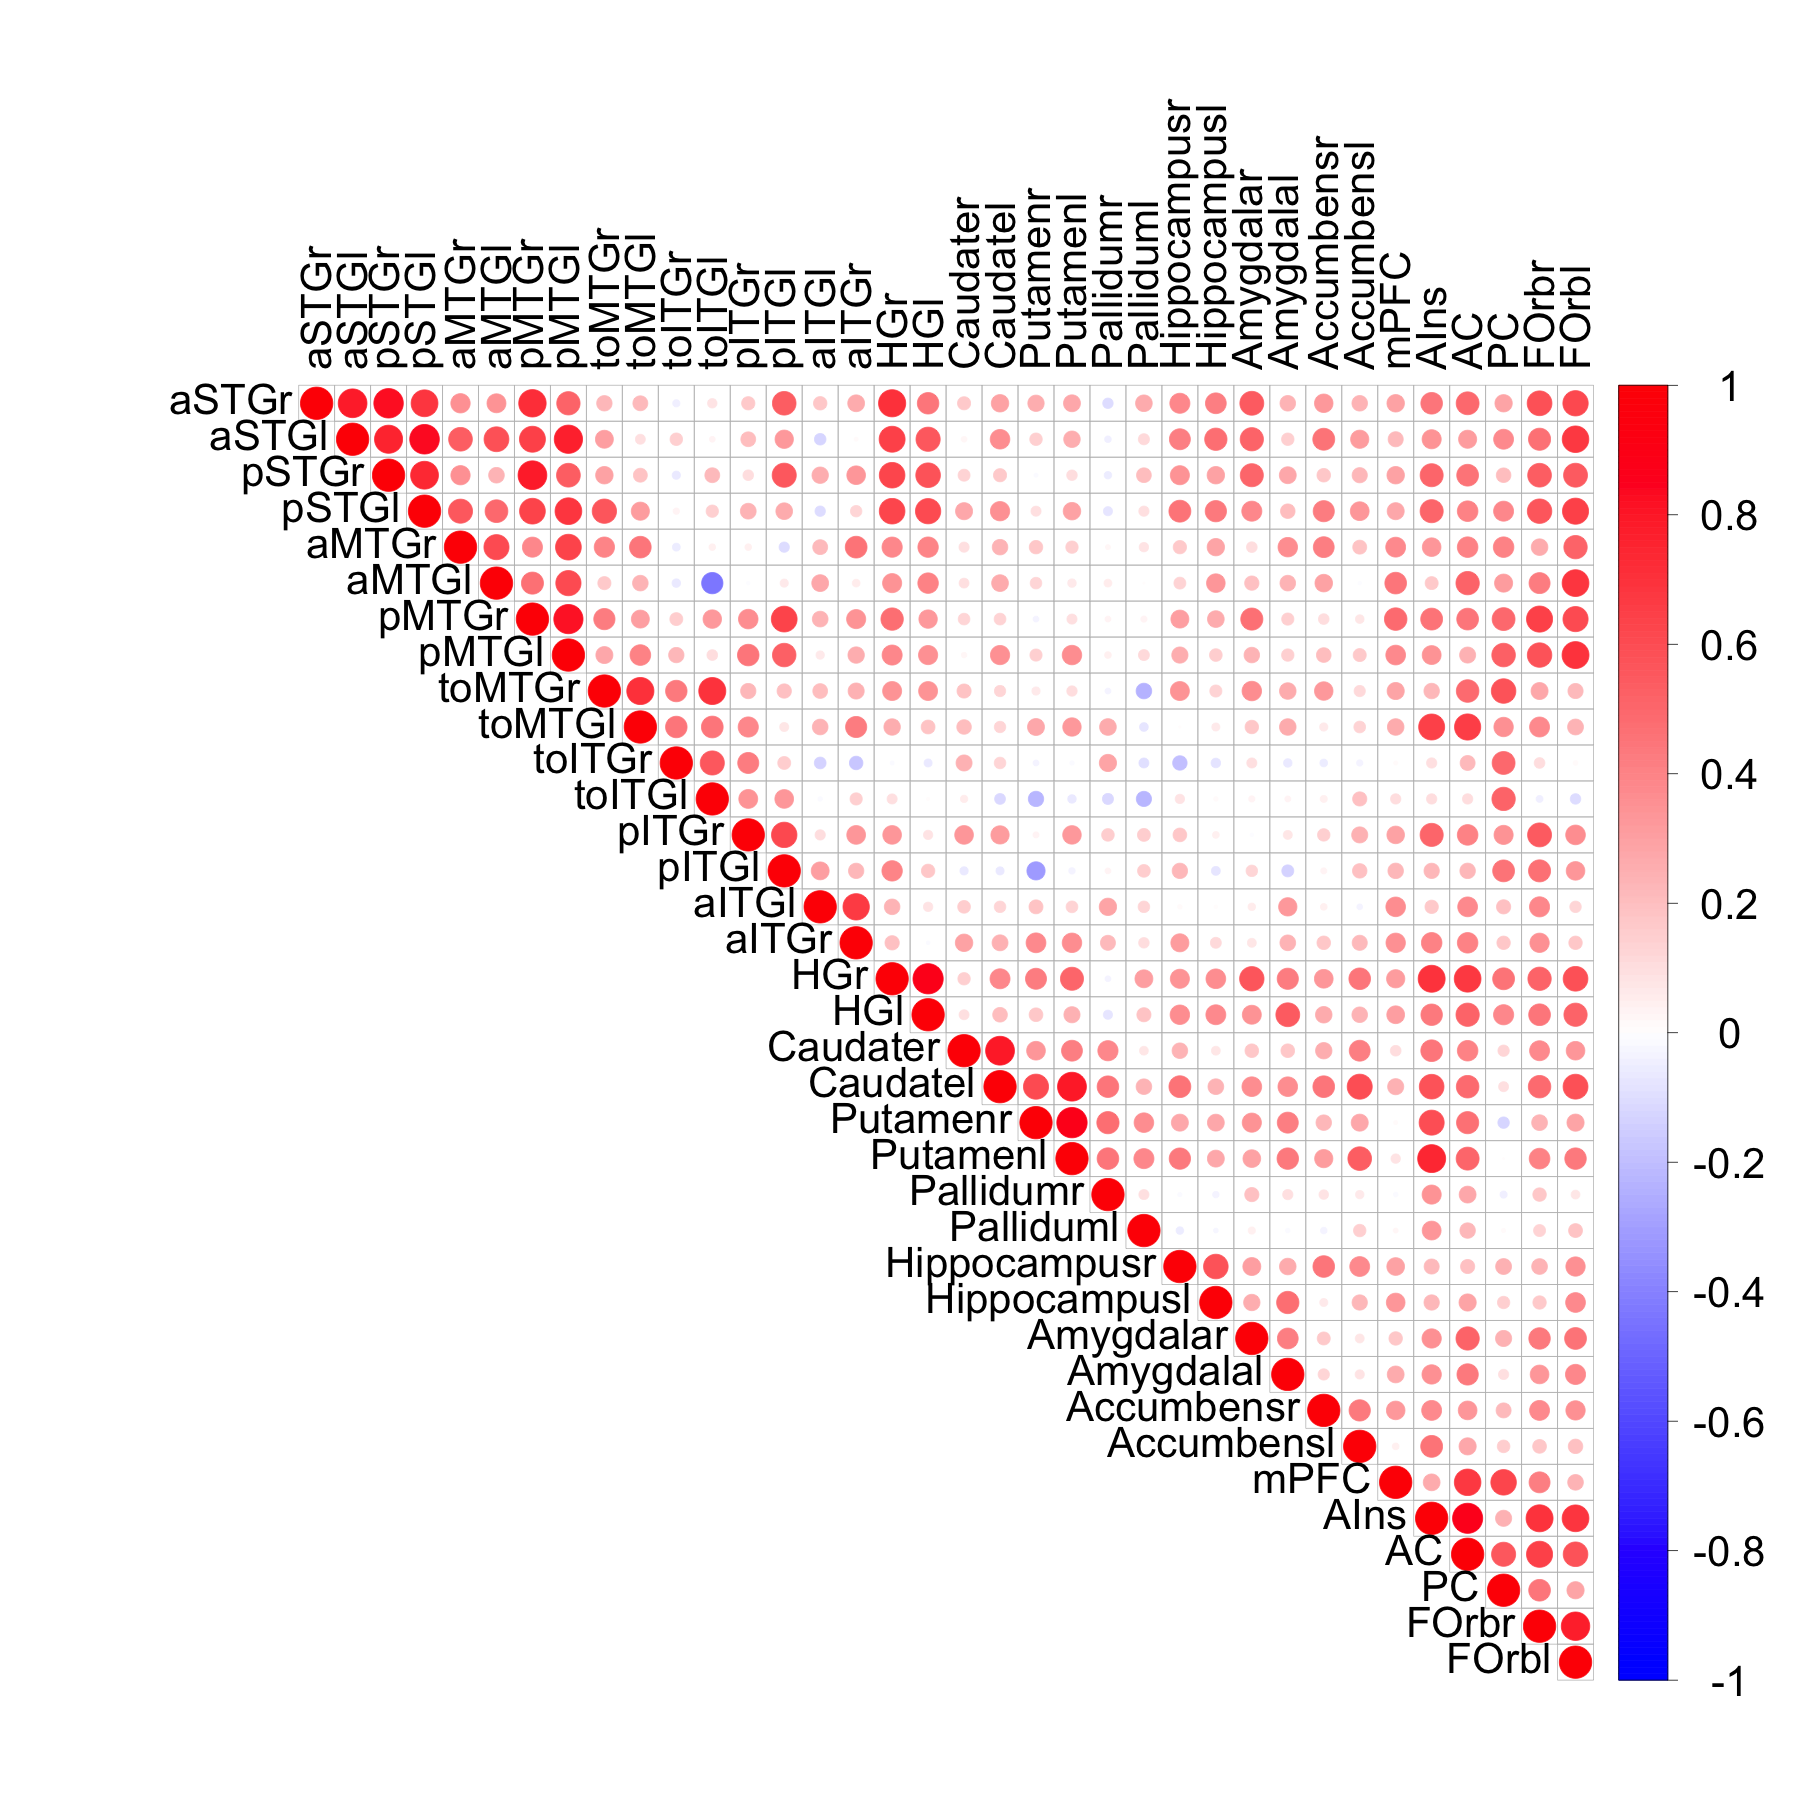 aSTGr
aSTGl
pSTGr
pSTGl
aMTGr
aMTGl
pMTGr
pMTGl
toMTGr
toMTGl
toITGr
toITGl
pITGr
pITGl
aITGl
aITGr
HGr
HGl
Caudater
Caudatel
Putamenr
Putamenl
Pallidumr
Palliduml
Hippocampusr
Hippocampusl
Amygdalar
Amygdalal
Accumbensr
Accumbensl
mPFC
AIns
AC
PC
FOrbr
FOrbl
aSTGr
aSTGl
pSTGr
pSTGl
aMTGr
aMTGl
pMTGr
pMTGl
toMTGr
toMTGl
toITGr
toITGl
pITGr
pITGl
aITGl
aITGr
HGr
HGl
Caudater
Caudatel
Putamenr
Putamenl
Pallidumr
Palliduml
Hippocampusr
Hippocampusl
Amygdalar
Amygdalal
Accumbensr
Accumbensl
mPFC
AIns
AC
PC
FOrbr
FOrbl
1
0.8
0.6
0.4
0.2
0
-0.2
-0.4
-0.6
-0.8
-1